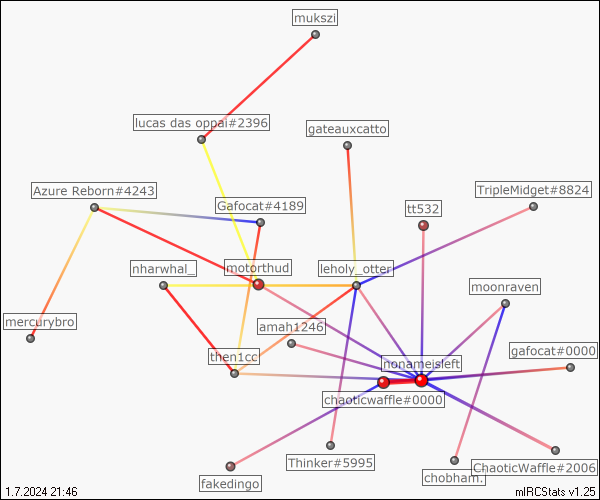 mukszi
lucas das oppai#2396
gateauxcatto
Azure Reborn#4243
TripleMidget#8824
Gafocat#4189
tt532
nharwhal_
motorthud
leholy_otter
moonraven
mercurybro
amah1246
then1cc
nonameisleft
gafocat#0000
chaoticwaffle#0000
Thinker#5995
ChaoticWaffle#2006
fakedingo
chobham.
1.7.2024 21:46
mIRCStats v1.25